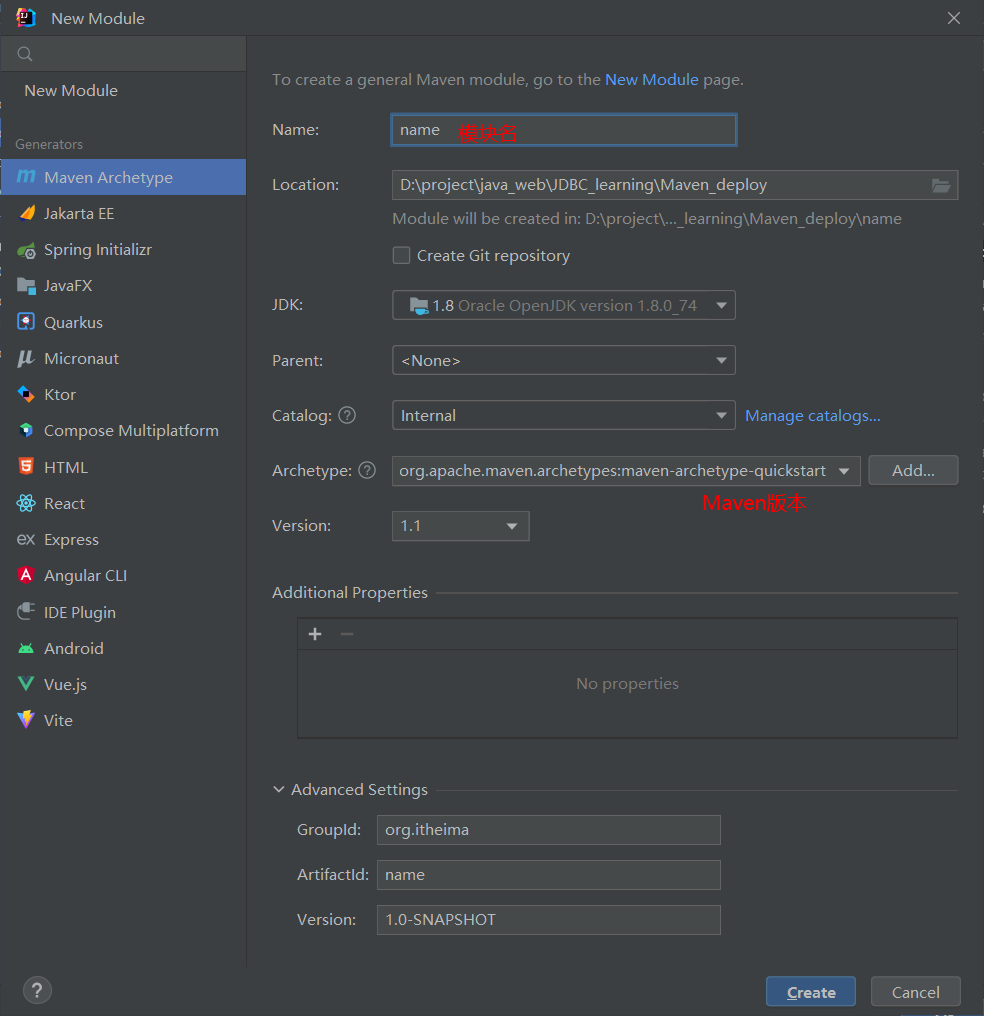 New Module
New Module
Generators
Maven Archetype
Jakarta EE
Spring Initializr
JavaFX
Quarkus
Micronaut
Ktor
Compose Multiplatform
HTML
React
Express
Angular CLI
IDE Plugin
Android
Vue.js
Vite
To create a general Maven module, go to the New Module page.
Name: name 模块名
Location: D:\project\java_web\JDBC_learning\Maven_deploy
Module will be created in: D:\project\..._learning\Maven_deploy\name
Create Git repository
JDK: 1.8 Oracle OpenJDK version 1.8.0_74
Parent: <None>
Catalog: ? Internal Manage catalogs...
Archetype: ? org.apache.maven.archetypes:maven-archetype-quickstart Add...
Maven版本
Version: 1.1
Additional Properties
No properties
Advanced Settings
GroupId: org.itheima
ArtifactId: name
Version: 1.0-SNAPSHOT
? Create Cancel